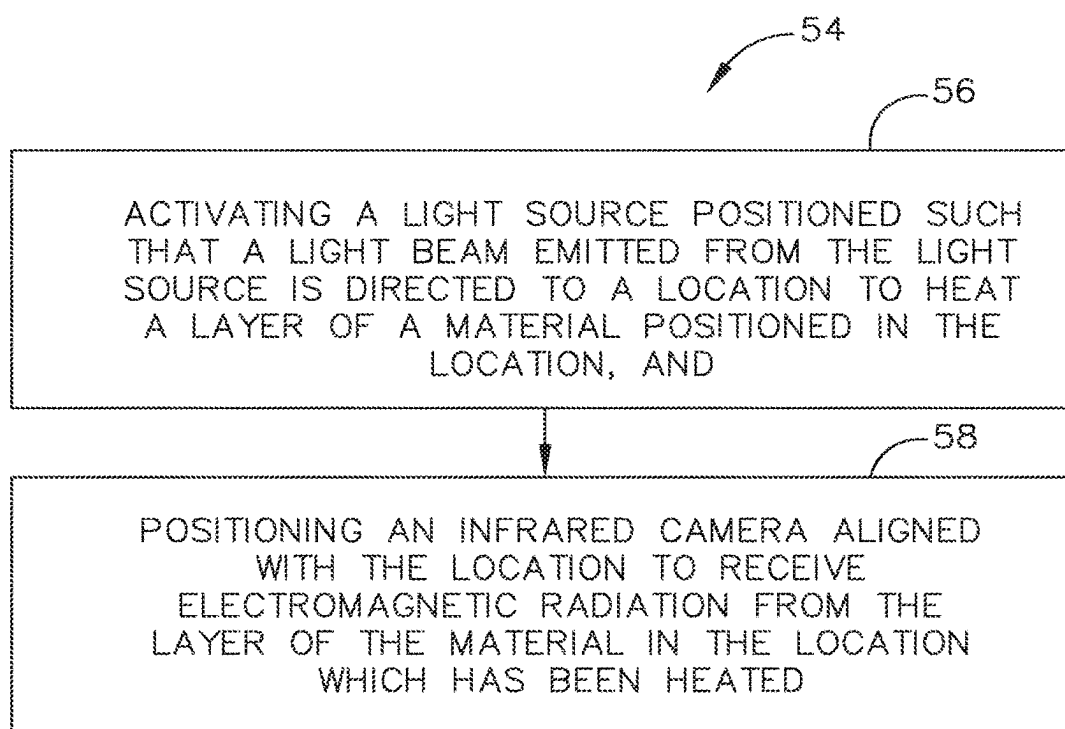 54
56
ACTIVATING A LIGHT SOURCE POSITIONED SUCH
THAT A LIGHT BEAM EMITTED FROM THE LIGHT
SOURCE IS DIRECTED TO A LOCATION TO HEAT
A LAYER OF A MATERIAL POSITIONED IN THE
LOCATION, AND
58
POSITIONING AN INFRARED CAMERA ALIGNED
WITH THE LOCATION TO RECEIVE
ELECTROMAGNETIC RADIATION FROM THE
LAYER OF THE MATERIAL IN THE LOCATION
WHICH HAS BEEN HEATED